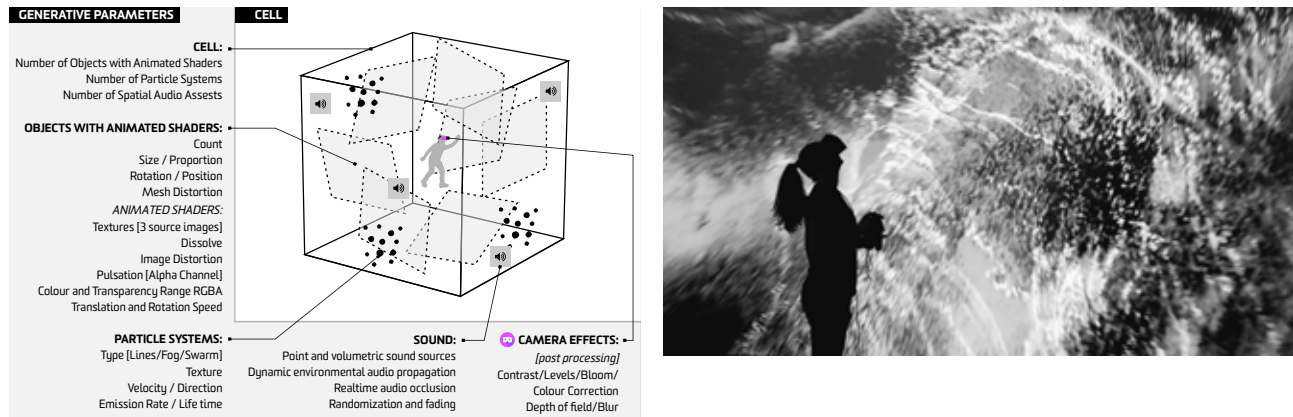 GENERATIVE PARAMETERS
CELL
CELL:
Number of Objects with Animated Shaders
Number of Particle Systems
Number of Spatial Audio Assests
OBJECTS WITH ANIMATED SHADERS:
Count
Size / Proportion
Rotation / Position
Mesh Distortion
ANIMATED SHADERS:
Textures [3 source images]
Dissolve
Image Distortion
Pulsation [Alpha Channel]
Colour and Transparency Range RGBA
Translation and Rotation Speed
PARTICLE SYSTEMS:
Type [Lines/Fog/Swarm]
Texture
Velocity / Direction
Emission Rate / Life time
SOUND:
Point and volumetric sound sources
Dynamic environmental audio propagation
Realtime audio occlusion
Randomization and fading
CAMERA EFFECTS:
[post processing]
Contrast/Levels/Bloom/
Colour Correction
Depth of field/Blur